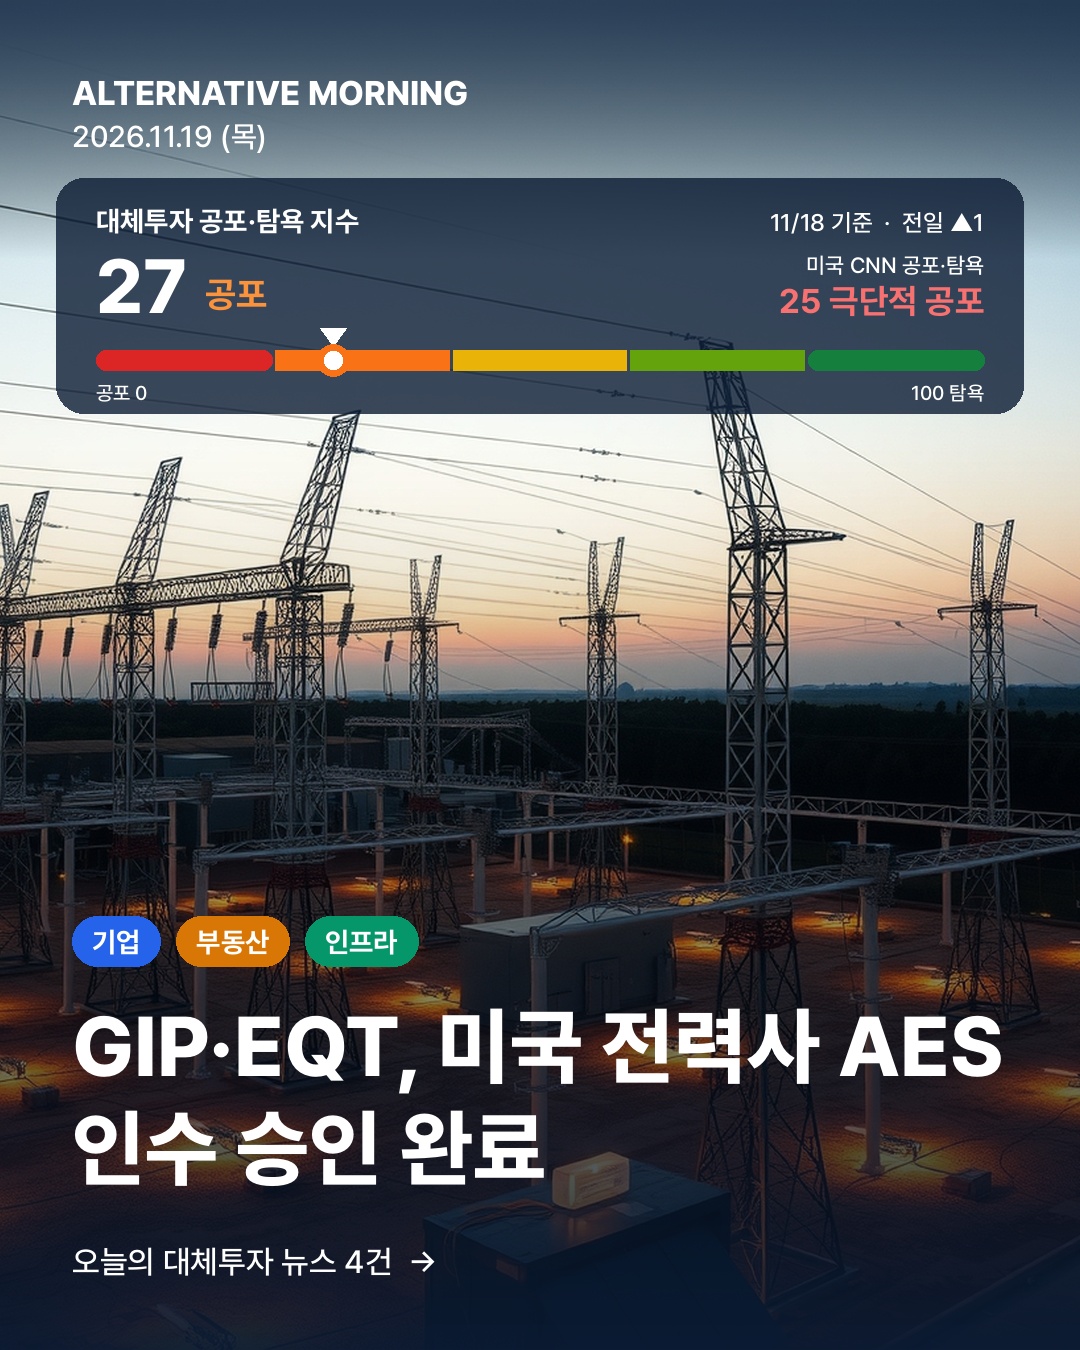 ALTERNATIVE MORNING
2026.11.19 (목)
대체투자 공포·탐욕 지수
11/18 기준 · 전일 ▲1
27 공포
미국 CNN 공포·탐욕
25 극단적 공포
공포 0
100 탐욕
기업
부동산
인프라
GIP·EQT, 미국 전력사 AES
인수 승인 완료
오늘의 대체투자 뉴스 4건 →